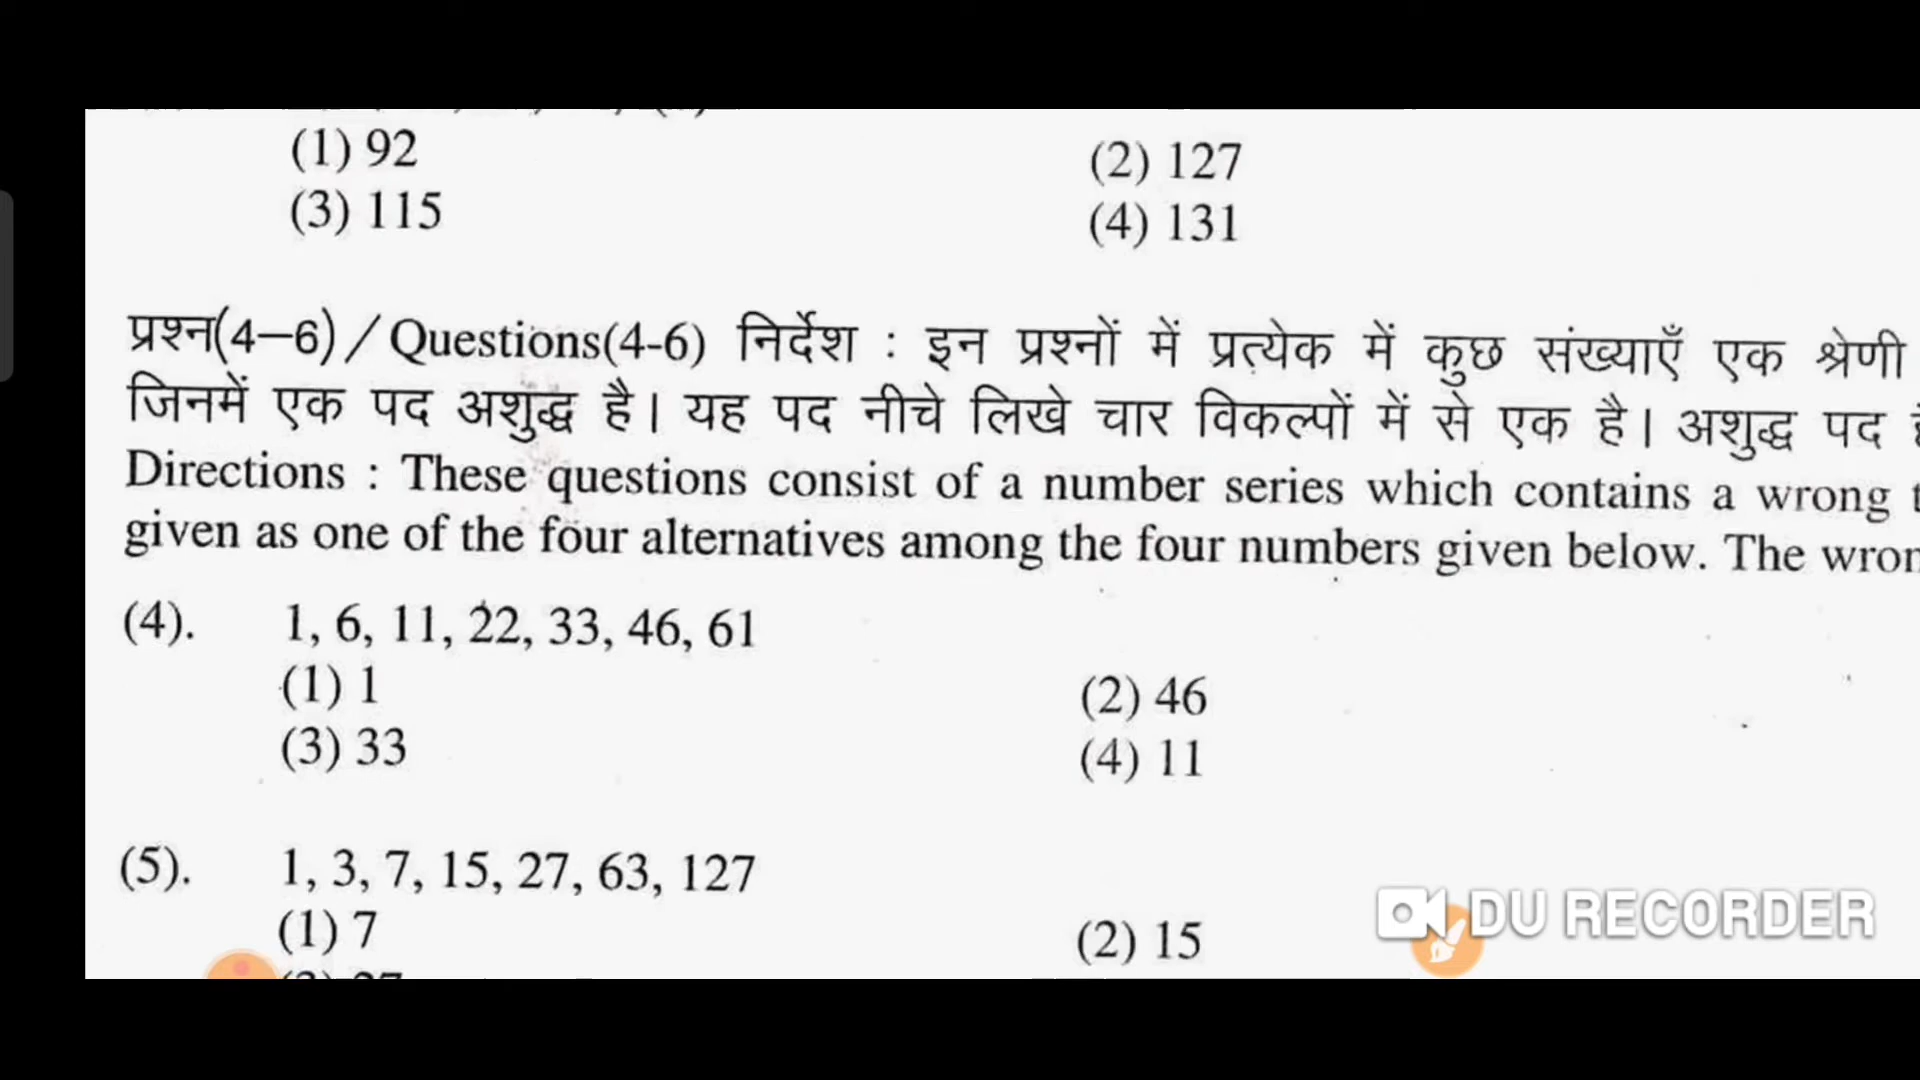 (1) 92 (2) 127
(3) 115 (4) 131
प्रश्न(4–6) / Questions(4-6) निर्देश : इन प्रश्नों में प्रत्येक में कुछ संख्याएँ एक श्रेणी
जिनमें एक पद अशुद्ध है। यह पद नीचे लिखे चार विकल्पों में से एक है। अशुद्ध पद
Directions : These questions consist of a number series which contains a wrong
given as one of the four alternatives among the four numbers given below. The wron
(4). 1, 6, 11, 22, 33, 46, 61
(1) 1 (2) 46
(3) 33 (4) 11
(5). 1, 3, 7, 15, 27, 63, 127
(1) 7 (2) 15
DU RECORDER